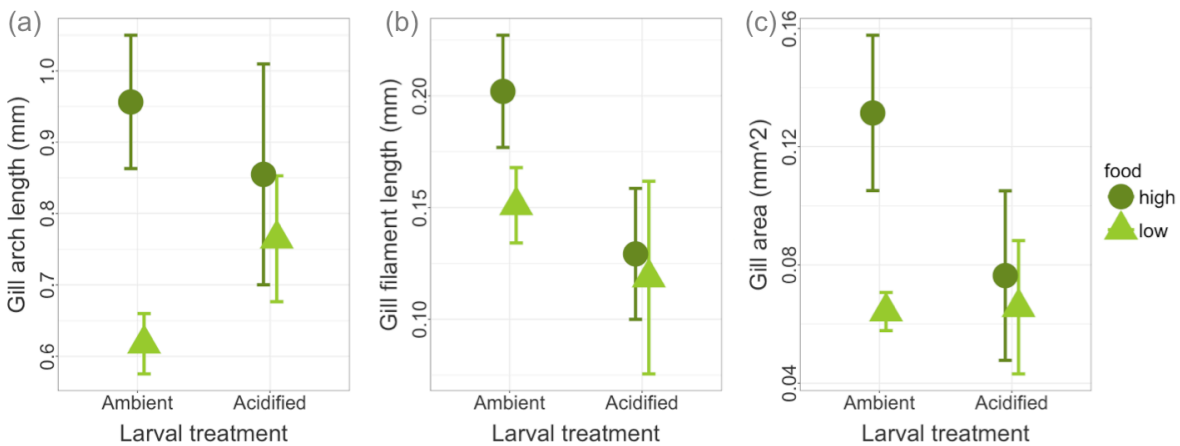 (a)
Gill arch length (mm)
1.0
0.9
0.8
0.7
0.6
Ambient
Acidified
Larval treatment
(b)
Gill filament length (mm)
0.20
0.15
0.10
Ambient
Acidified
Larval treatment
(c)
Gill area (mm^2)
0.16
0.12
0.08
0.04
Ambient
Acidified
Larval treatment
food
high
low